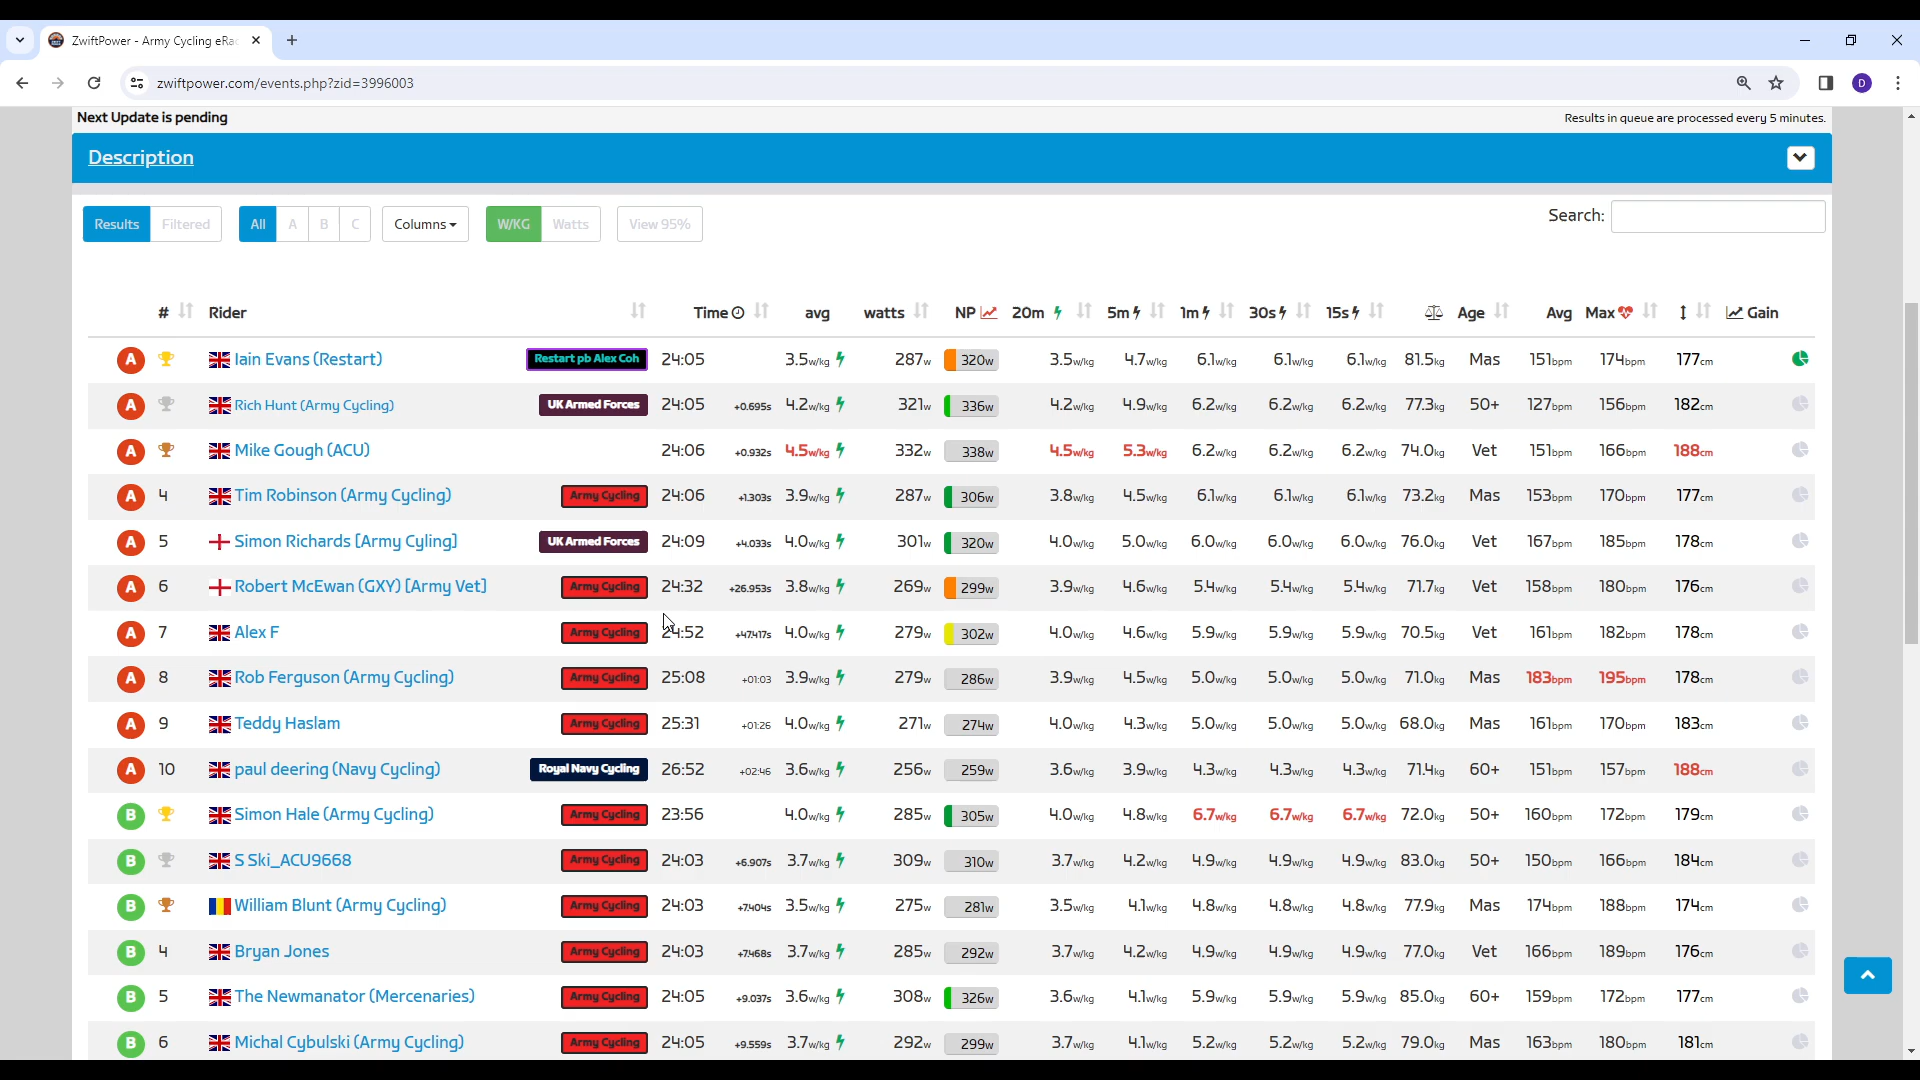 ZwiftPower - Army Cycling eRac
zwiftpower.com/events.php?zid=3996003
D
Next Update is pending
Results in queue are processed every 5 minutes.
Description
Results Filtered All A B C Columns W/KG Watts View 95% Search:
# Rider Time avg watts NP 20m 5m 1m 30s 15s Age Avg Max Gain
A Iain Evans (Restart) Restart pb Alex Coh 24:05 3.5w/kg 287w 320w 3.5w/kg 4.7w/kg 6.1w/kg 6.1w/kg 6.1w/kg 81.5kg Mas 151bpm 174bpm 177cm
A Rich Hunt (Army Cycling) UK Armed Forces 24:05 +0.695s 4.2w/kg 321w 336w 4.2w/kg 4.9w/kg 6.2w/kg 6.2w/kg 6.2w/kg 77.3kg 50+ 127bpm 156bpm 182cm
A Mike Gough (ACU) 24:06 +0.932s 4.5w/kg 332w 338w 4.5w/kg 5.3w/kg 6.2w/kg 6.2w/kg 6.2w/kg 74.0kg Vet 151bpm 166bpm 188cm
A 4 Tim Robinson (Army Cycling) Army Cycling 24:06 +1.303s 3.9w/kg 287w 306w 3.8w/kg 4.5w/kg 6.1w/kg 6.1w/kg 6.1w/kg 73.2kg Mas 153bpm 170bpm 177cm
A 5 Simon Richards [Army Cyling] UK Armed Forces 24:09 +4.033s 4.0w/kg 301w 320w 4.0w/kg 5.0w/kg 6.0w/kg 6.0w/kg 6.0w/kg 76.0kg Vet 167bpm 185bpm 178cm
A 6 Robert McEwan (GXY) [Army Vet] Army Cycling 24:32 +26.953s 3.8w/kg 269w 299w 3.9w/kg 4.6w/kg 5.4w/kg 5.4w/kg 5.4w/kg 71.7kg Vet 158bpm 180bpm 176cm
A 7 Alex F Army Cycling 24:52 +47.417s 4.0w/kg 279w 302w 4.0w/kg 4.6w/kg 5.9w/kg 5.9w/kg 5.9w/kg 70.5kg Vet 161bpm 182bpm 178cm
A 8 Rob Ferguson (Army Cycling) Army Cycling 25:08 +01:03 3.9w/kg 279w 286w 3.9w/kg 4.5w/kg 5.0w/kg 5.0w/kg 5.0w/kg 71.0kg Mas 183bpm 195bpm 178cm
A 9 Teddy Haslam Army Cycling 25:31 +01:26 4.0w/kg 271w 274w 4.0w/kg 4.3w/kg 5.0w/kg 5.0w/kg 5.0w/kg 68.0kg Mas 161bpm 170bpm 183cm
A 10 paul deering (Navy Cycling) Royal Navy Cycling 26:52 +02:46 3.6w/kg 256w 259w 3.6w/kg 3.9w/kg 4.3w/kg 4.3w/kg 4.3w/kg 71.4kg 60+ 151bpm 157bpm 188cm
B Simon Hale (Army Cycling) Army Cycling 23:56 4.0w/kg 285w 305w 4.0w/kg 4.8w/kg 6.7w/kg 6.7w/kg 6.7w/kg 72.0kg 50+ 160bpm 172bpm 179cm
B S Ski_ACU9668 Army Cycling 24:03 +6.907s 3.7w/kg 309w 310w 3.7w/kg 4.2w/kg 4.9w/kg 4.9w/kg 4.9w/kg 83.0kg 50+ 150bpm 166bpm 184cm
B William Blunt (Army Cycling) Army Cycling 24:03 +7.404s 3.5w/kg 275w 281w 3.5w/kg 4.1w/kg 4.8w/kg 4.8w/kg 4.8w/kg 77.9kg Mas 174bpm 188bpm 174cm
B 4 Bryan Jones Army Cycling 24:03 +7.468s 3.7w/kg 285w 292w 3.7w/kg 4.2w/kg 4.9w/kg 4.9w/kg 4.9w/kg 77.0kg Vet 166bpm 189bpm 176cm
B 5 The Newmanator (Mercenaries) Army Cycling 24:05 +9.037s 3.6w/kg 308w 326w 3.6w/kg 4.1w/kg 5.9w/kg 5.9w/kg 5.9w/kg 85.0kg 60+ 159bpm 172bpm 177cm
B 6 Michal Cybulski (Army Cycling) Army Cycling 24:05 +9.559s 3.7w/kg 292w 299w 3.7w/kg 4.1w/kg 5.2w/kg 5.2w/kg 5.2w/kg 79.0kg Mas 163bpm 180bpm 181cm